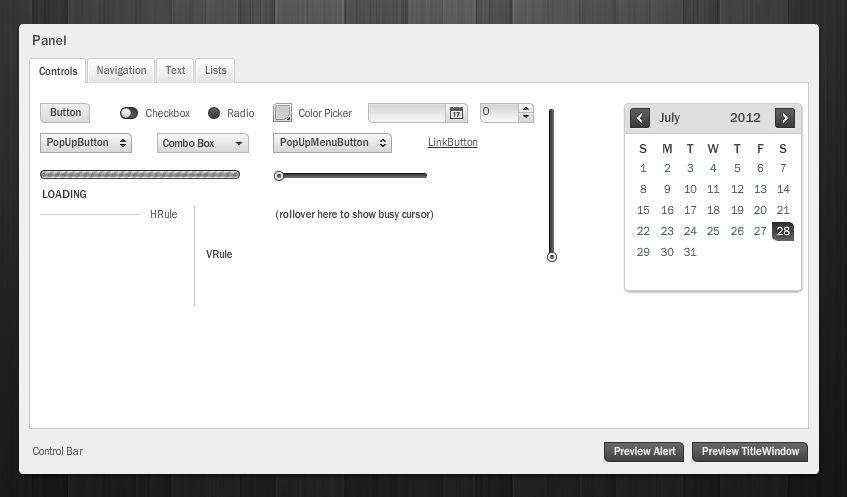 Panel
Controls Navigation Text Lists
Button Checkbox Radio Color Picker 17 0
PopUpButton Combo Box PopUpMenuButton LinkButton
LOADING
HRule (rollover here to show busy cursor)
VRule
July 2012
S M T W T F S
1 2 3 4 5 6 7
8 9 10 11 12 13 14
15 16 17 18 19 20 21
22 23 24 25 26 27 28
29 30 31
Control Bar Preview Alert Preview TitleWindow